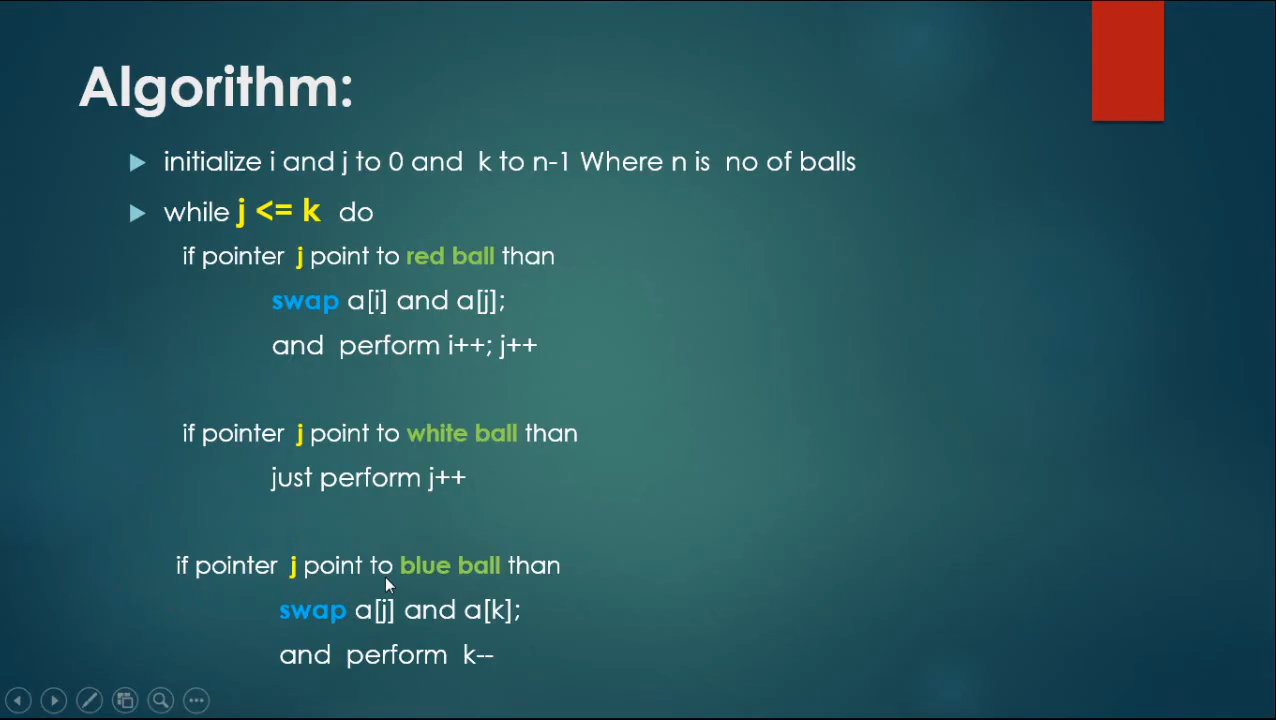 Algorithm:
initialize i and j to 0 and k to n-1 Where n is no of balls
while j <= k do
if pointer j point to red ball than
swap a[i] and a[j];
and perform i++; j++
if pointer j point to white ball than
just perform j++
if pointer j point to blue ball than
swap a[j] and a[k];
and perform k--